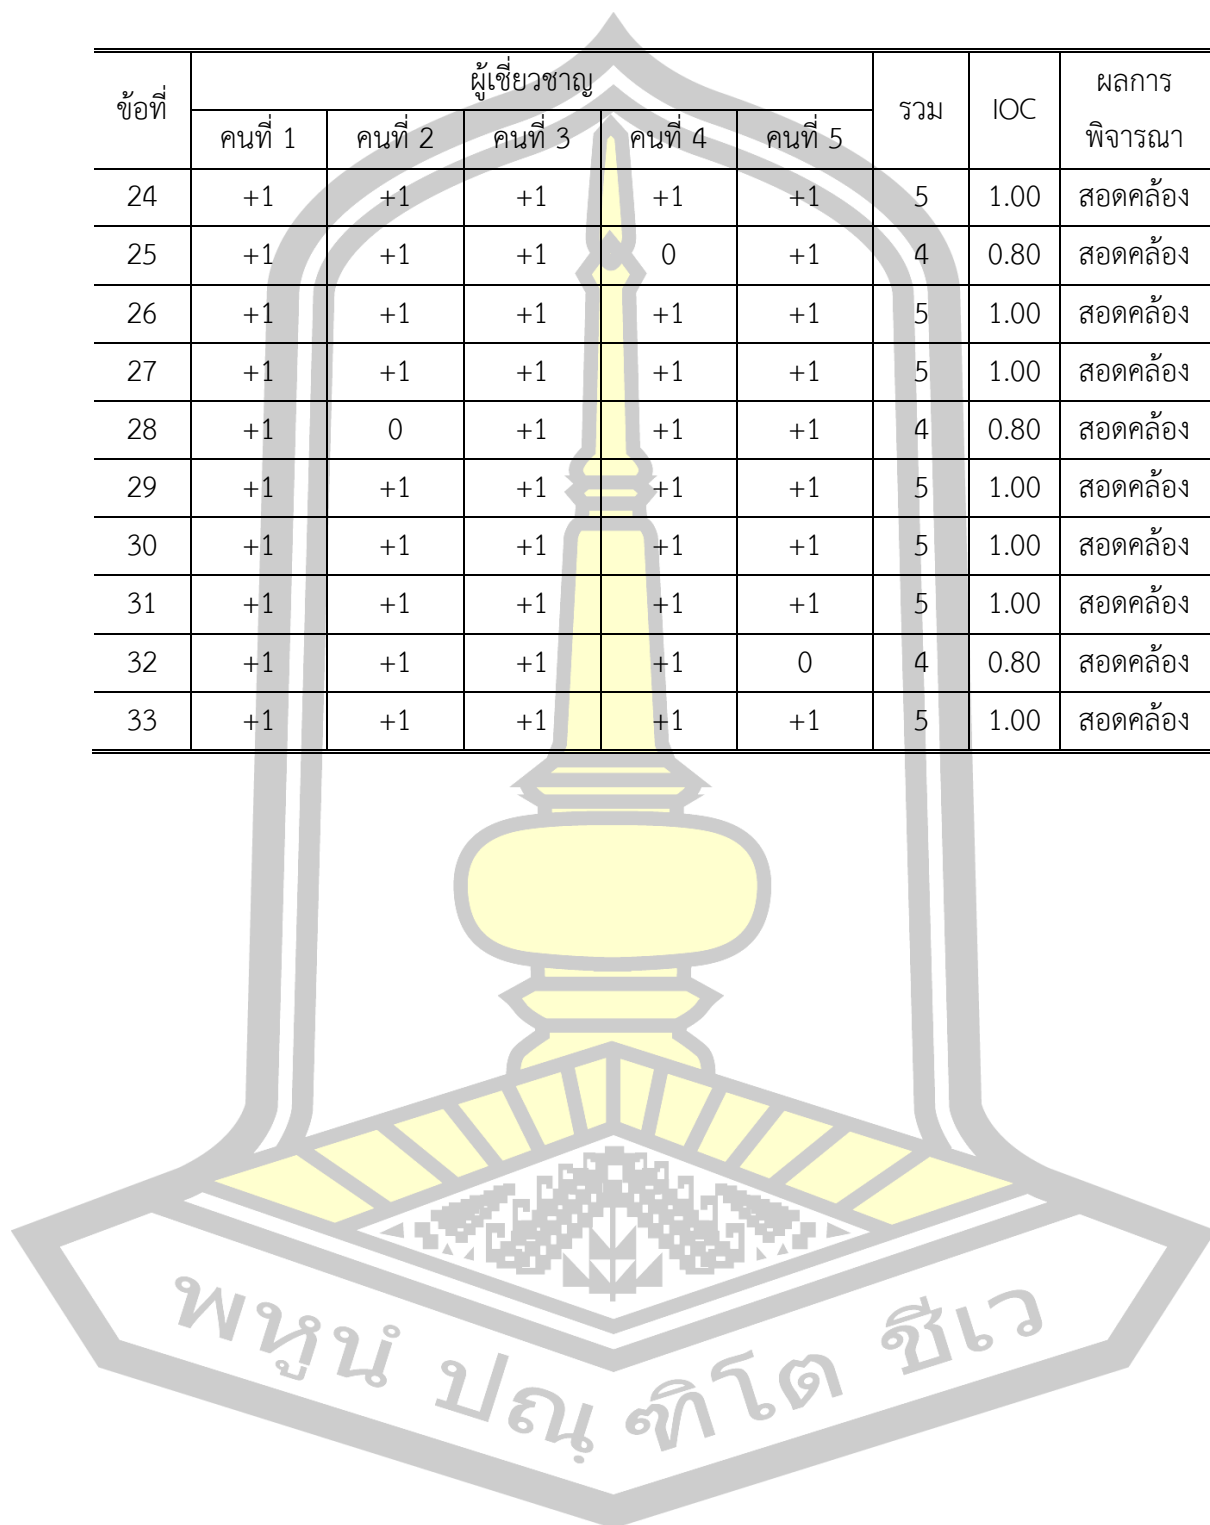 ข้อที่ ผู้เชี่ยวชาญ รวม IOC ผลการพิจารณา
คนที่ 1 คนที่ 2 คนที่ 3 คนที่ 4 คนที่ 5
24 +1 +1 +1 +1 +1 5 1.00 สอดคล้อง
25 +1 +1 +1 0 +1 4 0.80 สอดคล้อง
26 +1 +1 +1 +1 +1 5 1.00 สอดคล้อง
27 +1 +1 +1 +1 +1 5 1.00 สอดคล้อง
28 +1 0 +1 +1 +1 4 0.80 สอดคล้อง
29 +1 +1 +1 +1 +1 5 1.00 สอดคล้อง
30 +1 +1 +1 +1 +1 5 1.00 สอดคล้อง
31 +1 +1 +1 +1 +1 5 1.00 สอดคล้อง
32 +1 +1 +1 +1 0 4 0.80 สอดคล้อง
33 +1 +1 +1 +1 +1 5 1.00 สอดคล้อง
พหูนํ ปณฺฑิโต ชีเว